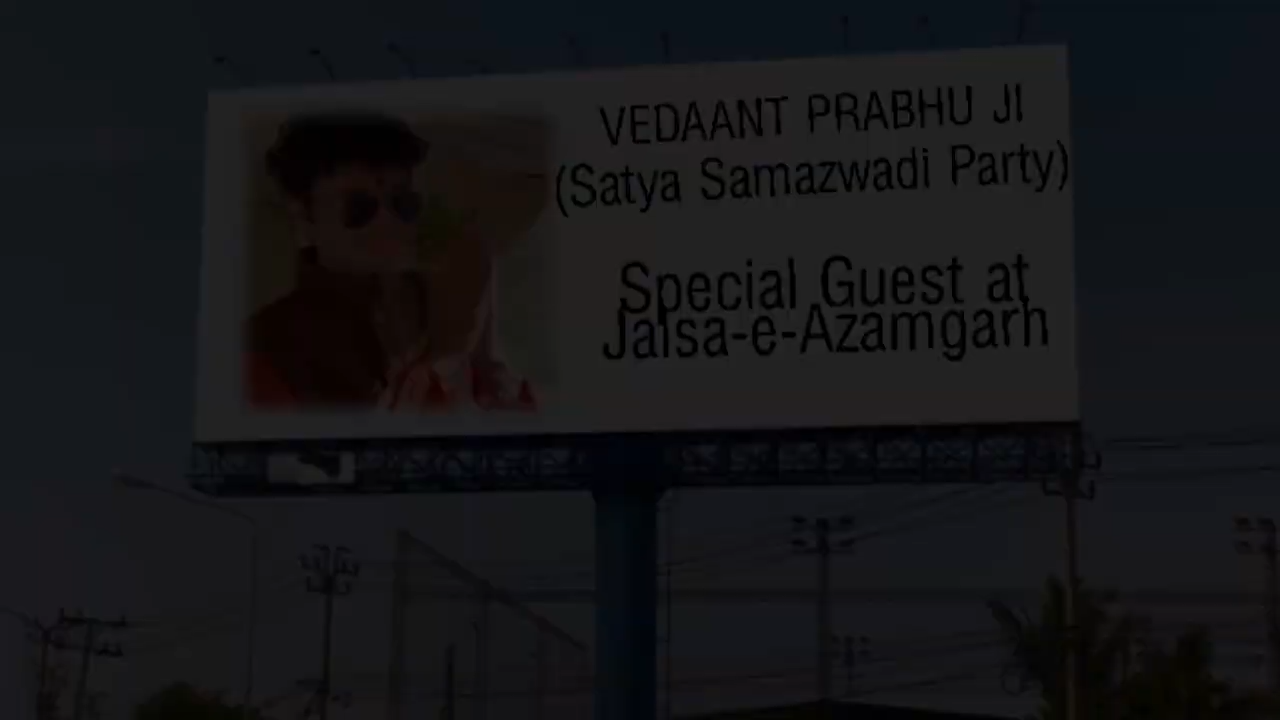 VEDAANT PRABHU JI
(Satya Samazwadi Party)
Special Guest at
Jalsa-e-Azamgarh